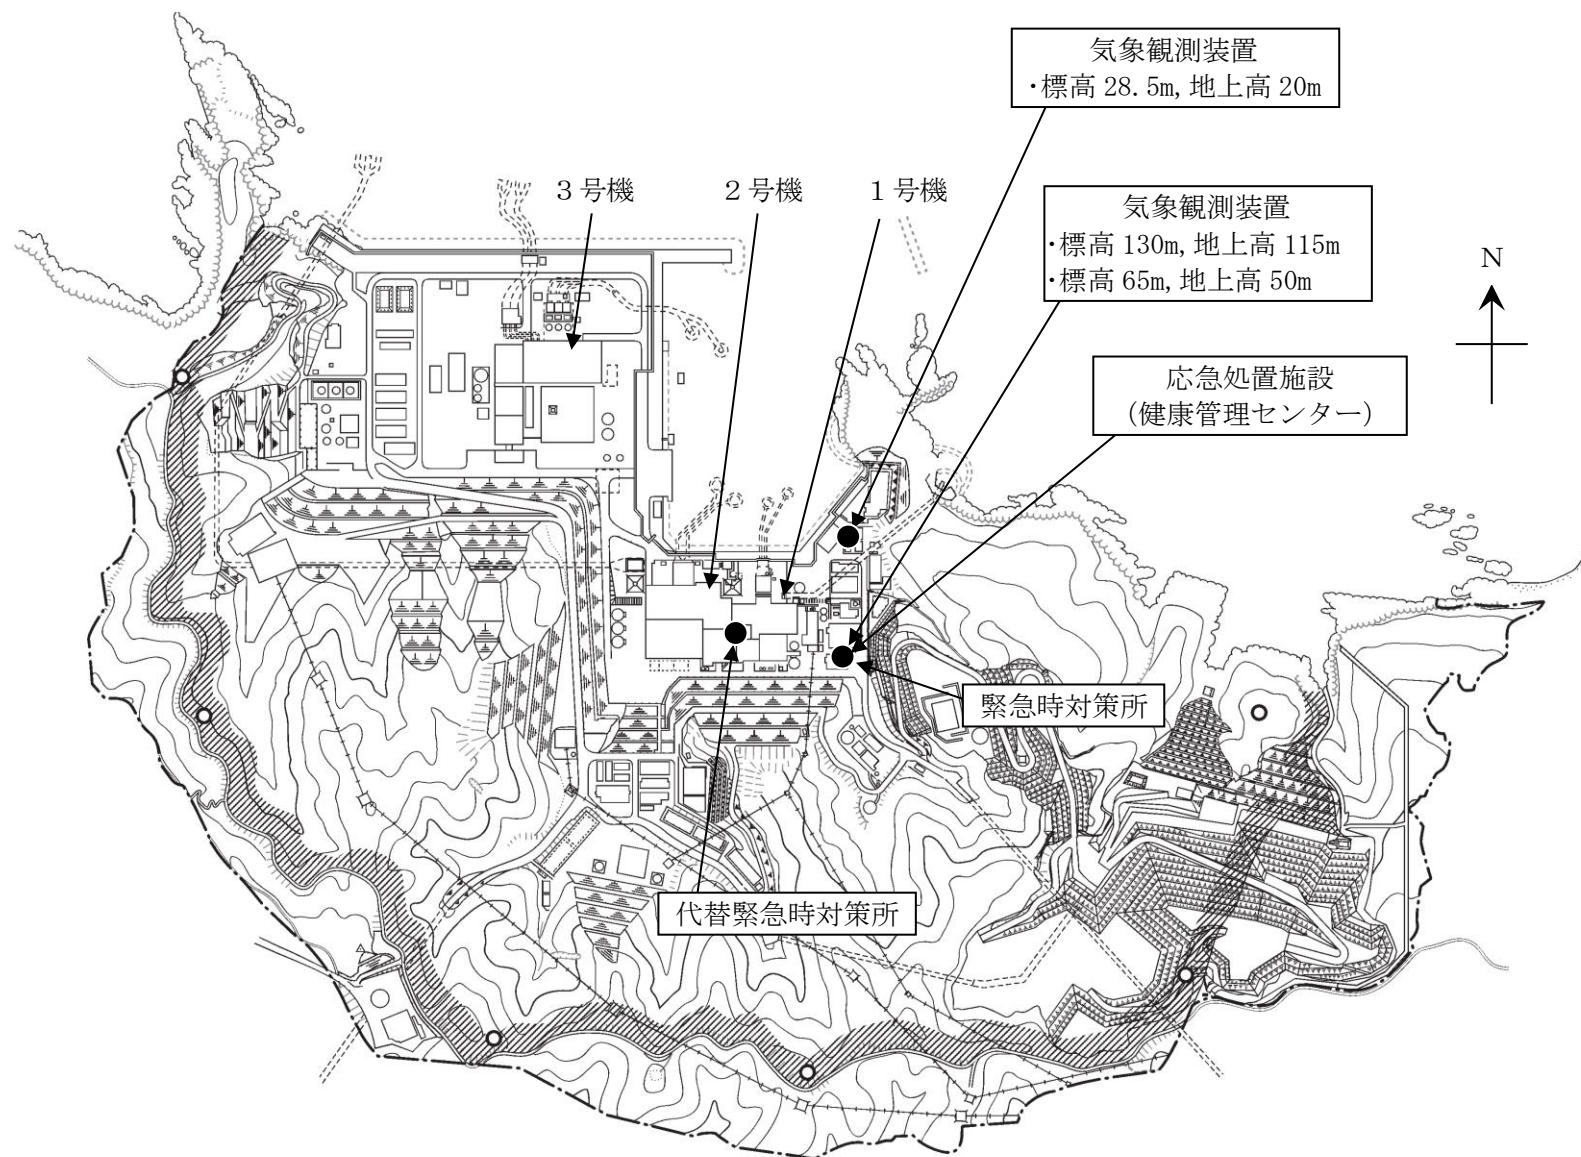 気象観測装置
・標高 28.5m, 地上高 20m
3号機
2号機
1号機
気象観測装置
・標高 130m, 地上高 115m
・標高 65m, 地上高 50m
N
応急処置施設
(健康管理センター)
緊急時対策所
代替緊急時対策所